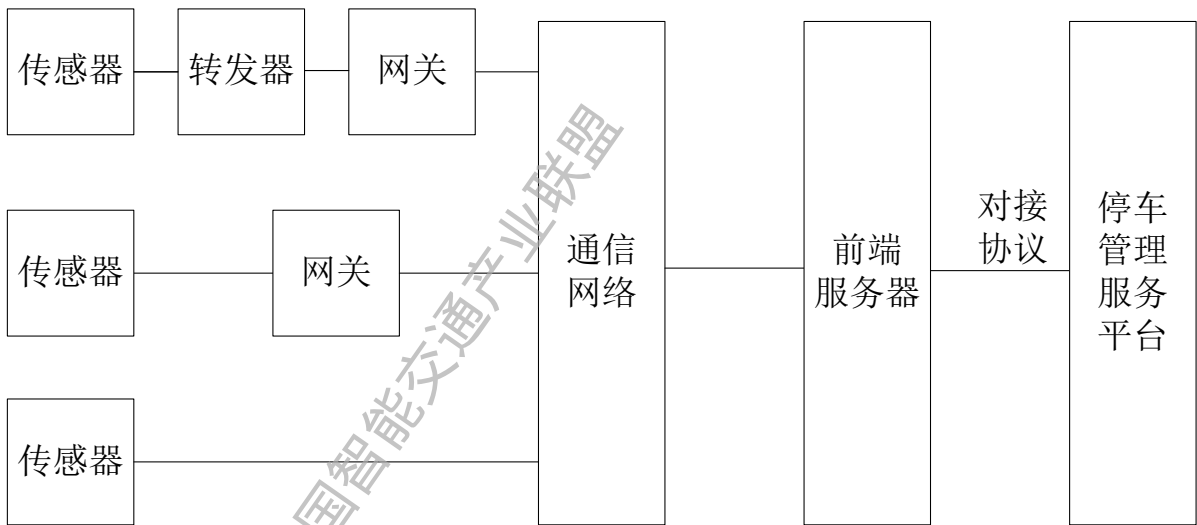 传感器
转发器
网关
传感器
网关
传感器
通信
网络
前端
服务器
对接
协议
停车
管理
服务
平台
国智能交通产业联盟